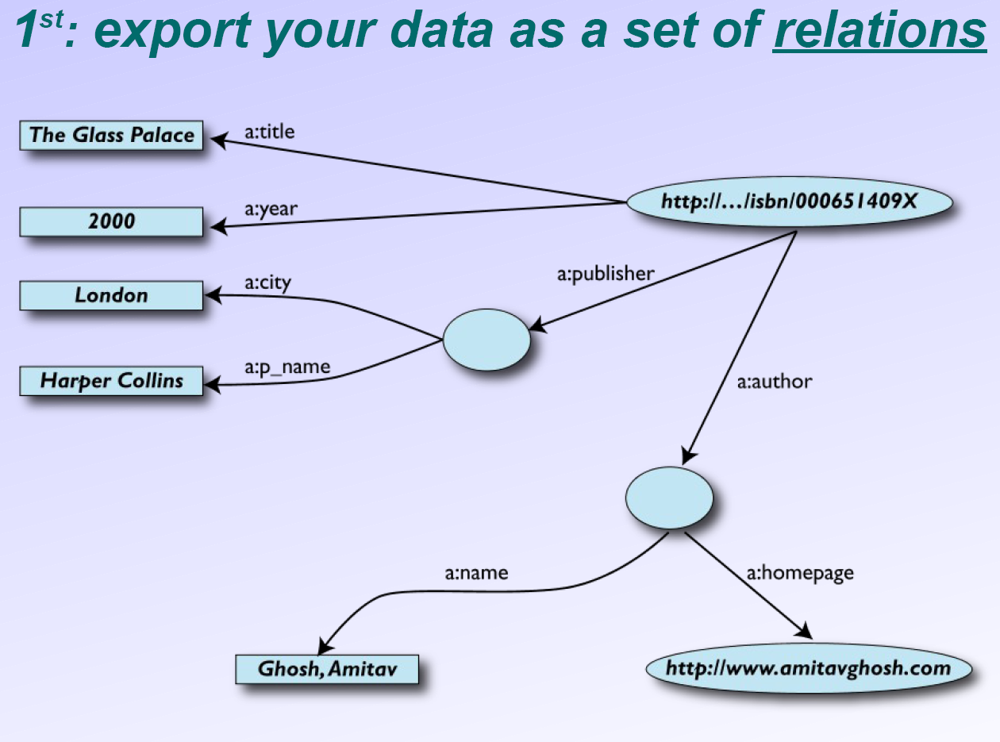 1st: export your data as a set of relations
The Glass Palace
a:title
http://…/isbn/000651409X
2000
a:year
a:publisher
London
a:city
Harper Collins
a:p_name
a:author
a:name
a:homepage
Ghosh, Amitav
http://www.amitavghosh.com